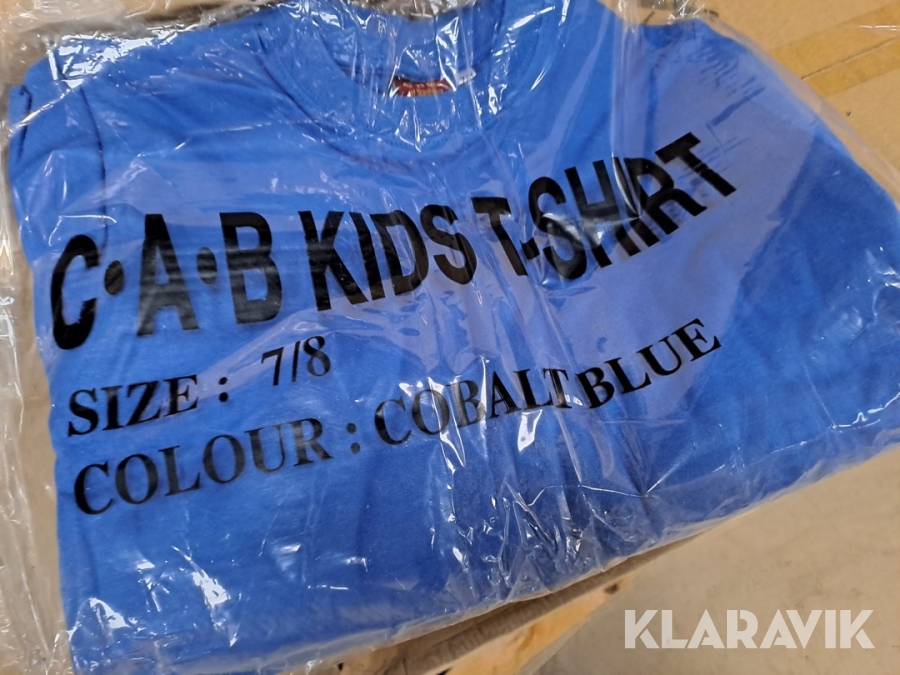 C•A•B KIDS T-SHIRT
SIZE : 7/8
COLOUR : COBALT BLUE
KLARAVIK